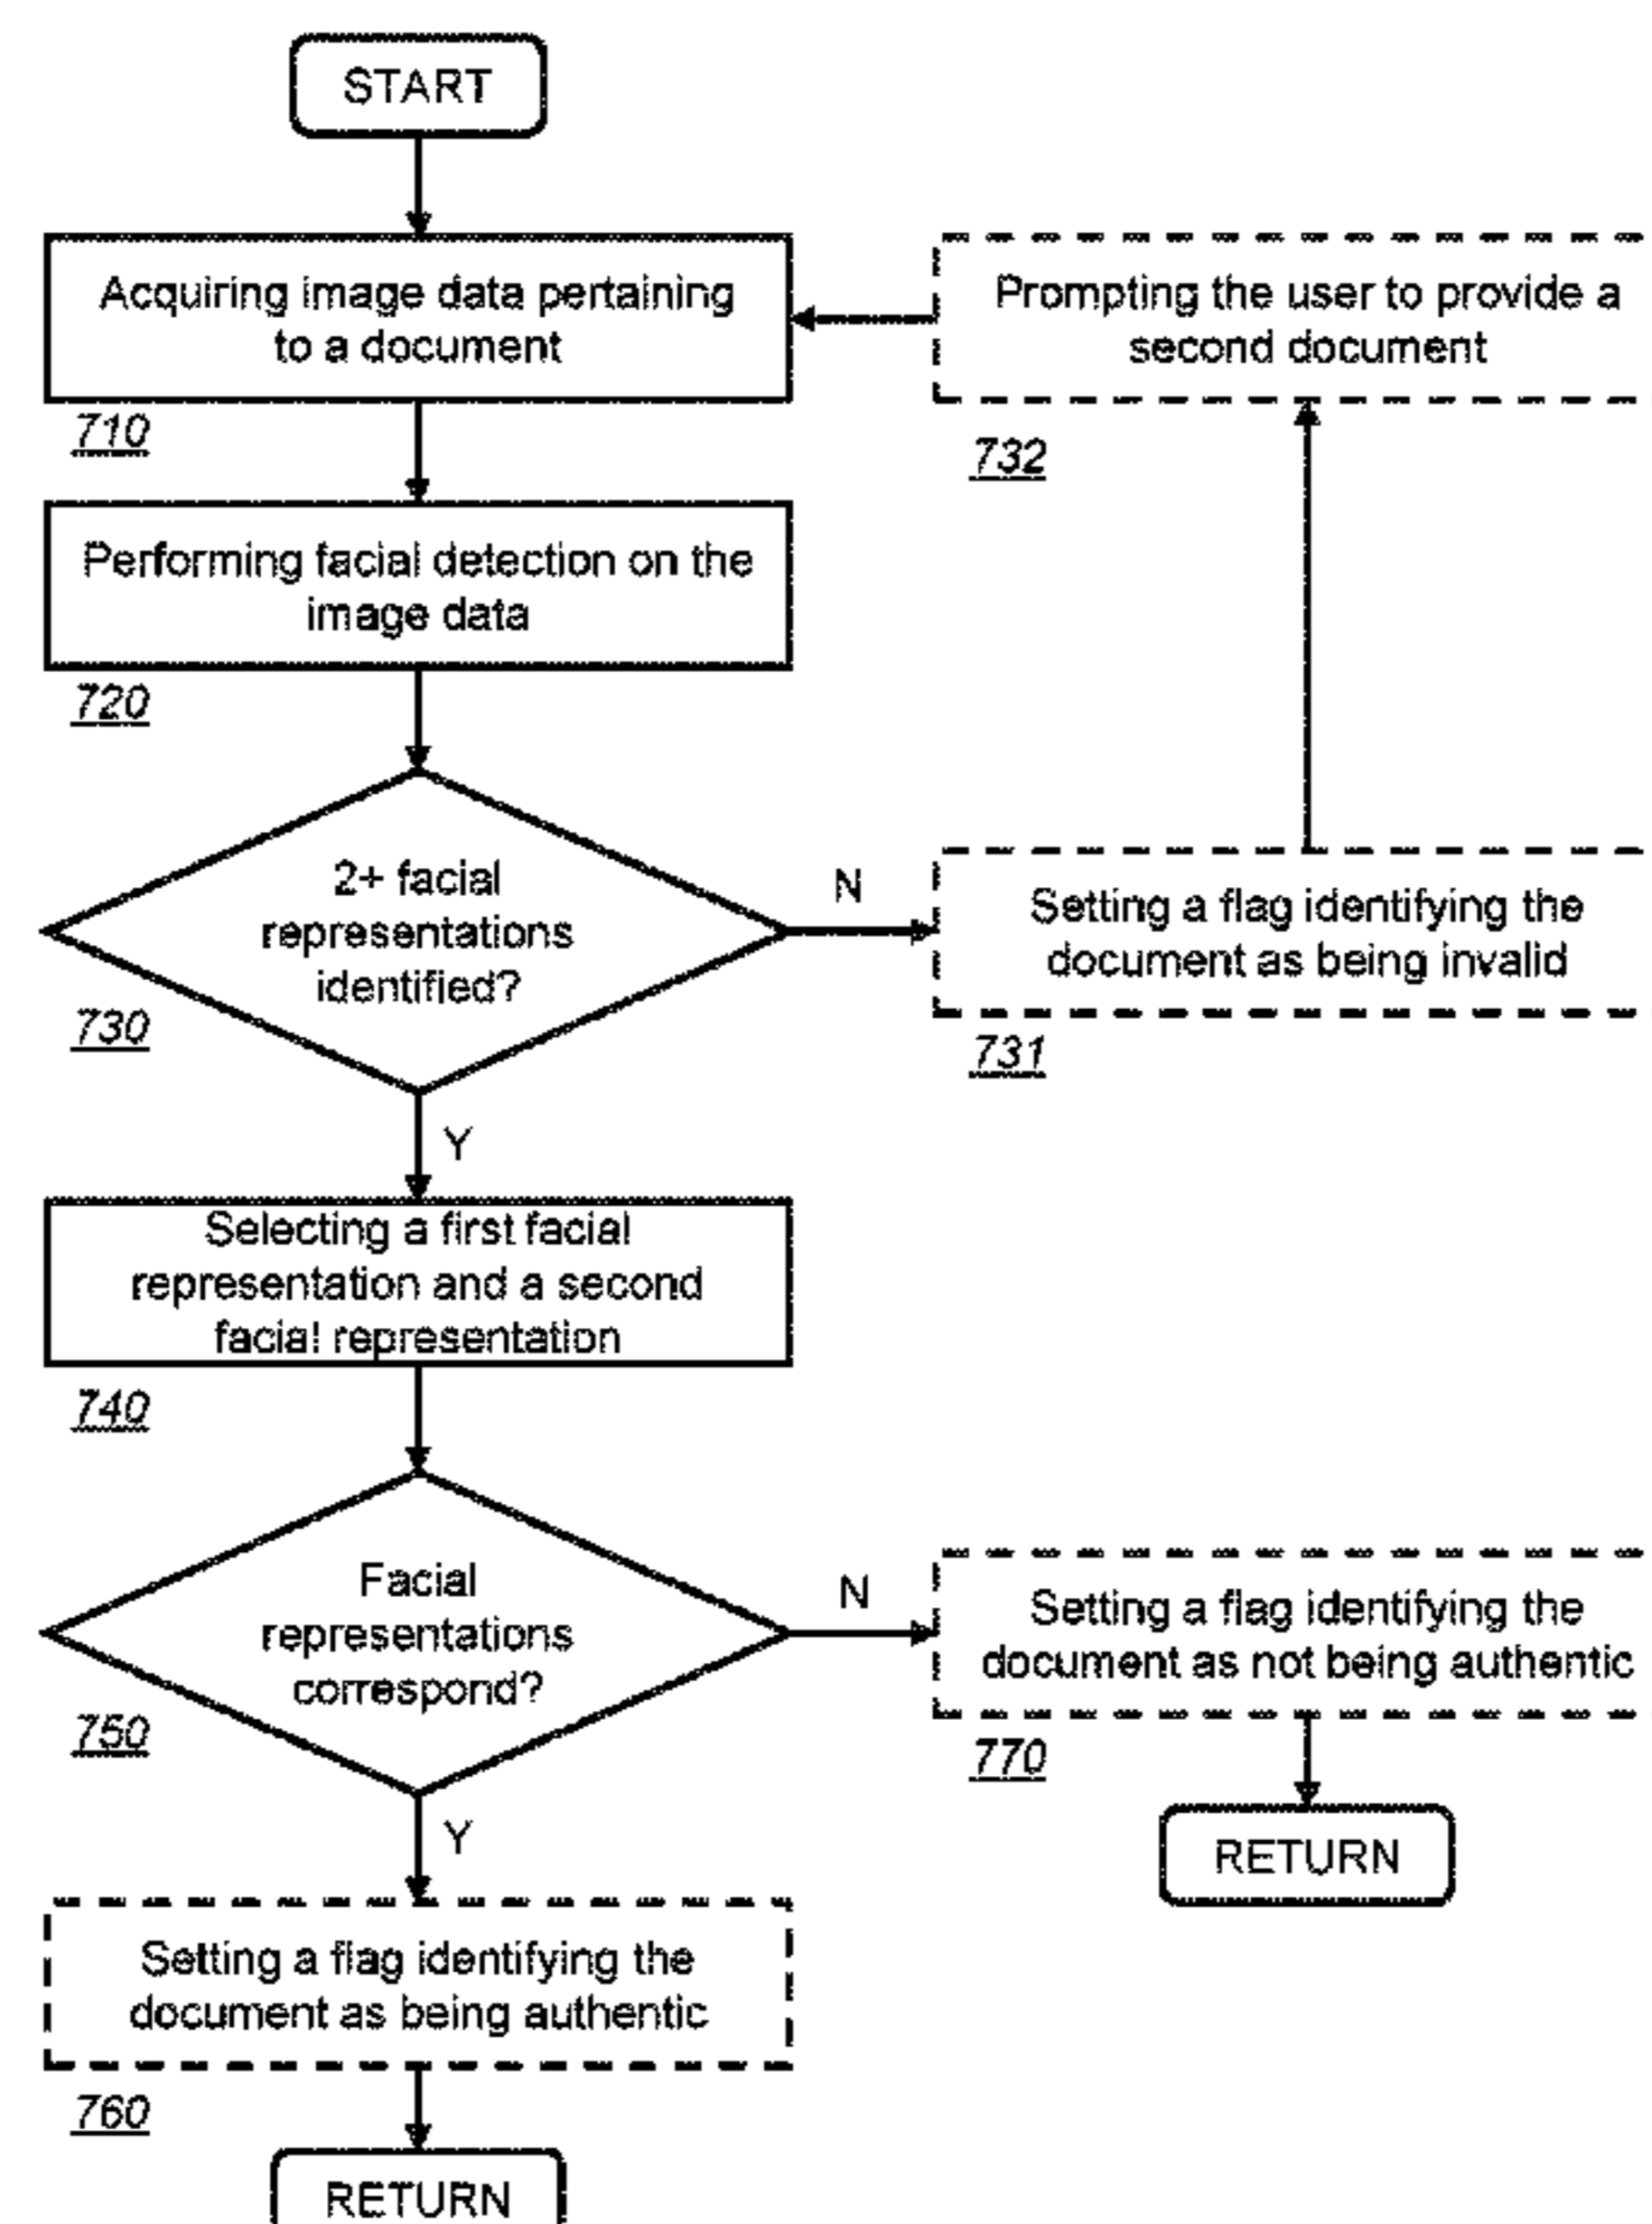 START
Acquiring image data pertaining
to a document
710
Prompting the user to provide a
second document
732
Performing facial detection on the
image data
720
2+ facial
representations
identified?
730
N
Setting a flag identifying the
document as being invalid
731
Y
Selecting a first facial
representation and a second
facial representation
740
Facial
representations
correspond?
750
N
Setting a flag identifying the
document as not being authentic
770
RETURN
Y
Setting a flag identifying the
document as being authentic
760
RETURN